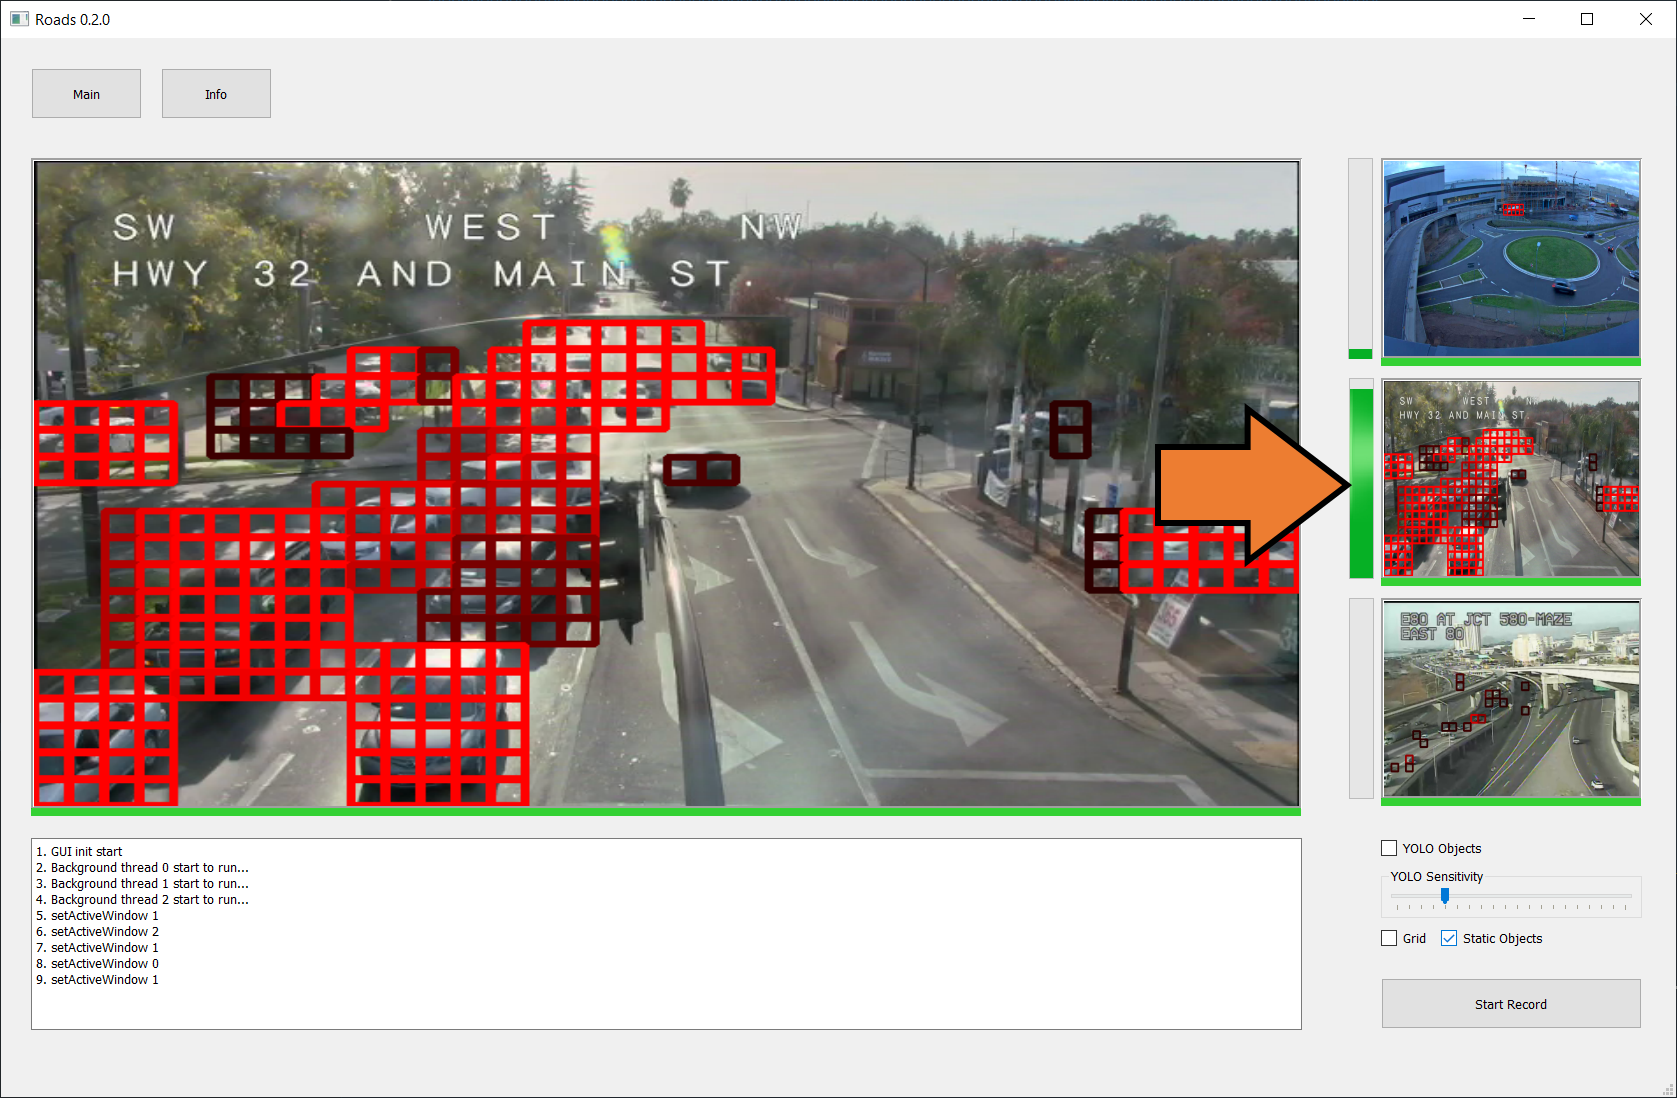 Roads 0.2.0
Main
Info
SW WEST NW
HWY 32 AND MAIN ST.
SW WEST NW
HWY 32 AND MAIN ST.
E80 AT JCT 580-MAZE
EAST 80
1. GUI init start
2. Background thread 0 start to run...
3. Background thread 1 start to run...
4. Background thread 2 start to run...
5. setActiveWindow 1
6. setActiveWindow 2
7. setActiveWindow 1
8. setActiveWindow 0
9. setActiveWindow 1
YOLO Objects
YOLO Sensitivity
Grid
Static Objects
Start Record